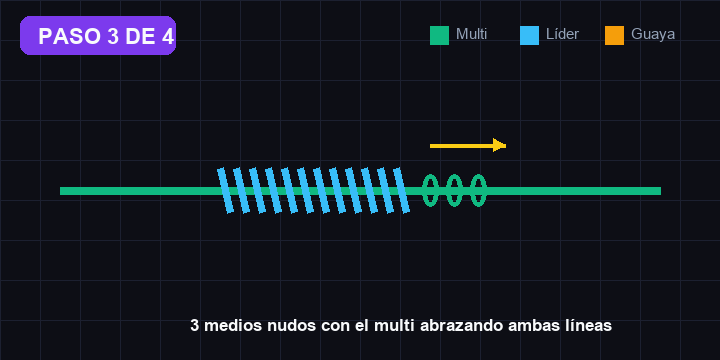 PASO 3 DE 4
Multi
Líder
Guaya
3 medios nudos con el multi abrazando ambas líneas